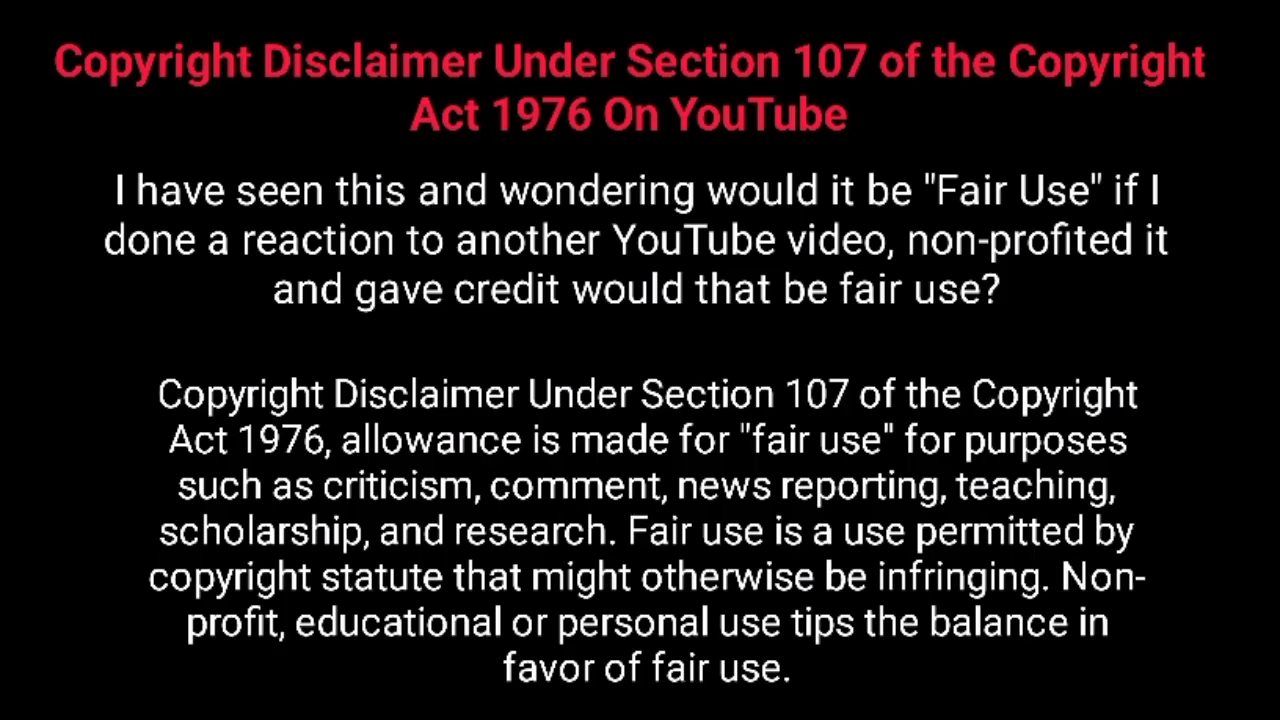 Copyright Disclaimer Under Section 107 of the Copyright
Act 1976 On YouTube
I have seen this and wondering would it be "Fair Use" if I
done a reaction to another YouTube video, non-profited it
and gave credit would that be fair use?
Copyright Disclaimer Under Section 107 of the Copyright
Act 1976, allowance is made for "fair use" for purposes
such as criticism, comment, news reporting, teaching,
scholarship, and research. Fair use is a use permitted by
copyright statute that might otherwise be infringing. Non-
profit, educational or personal use tips the balance in
favor of fair use.